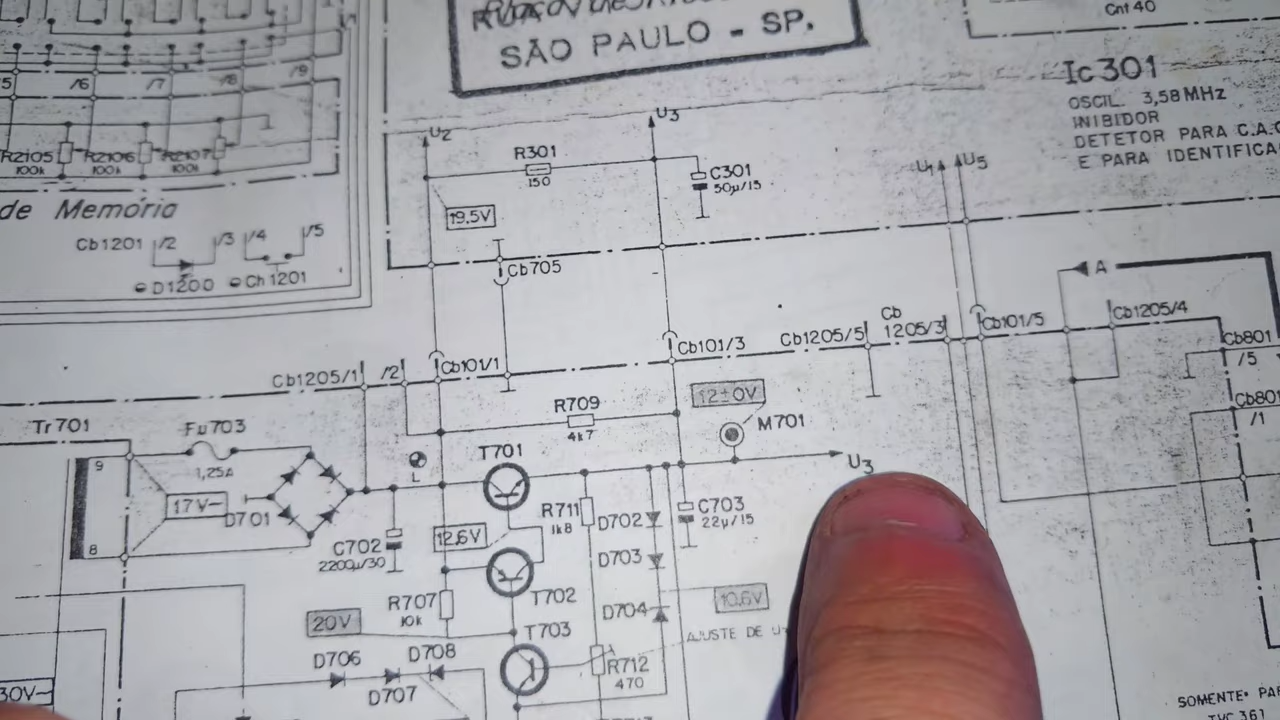 SÃO PAULO - SP.
Cnt 40
Ic301
OSCIL. 3,58MHz
INIBIDOR
DETETOR PARA C.A.C
E PARA IDENTIFICA
/6 /7 /8 /9
R2105 R2106 R2107
100k 100k 100k
de Memória
Cb1201 /2 /3 /4 /5
D1200 Ch1201
U2
U3
R301
150
C301
50µ/15
19,5V
U1 U5
Cb705
A
Cb1205/1 /2 Cb101/1
Cb101/3
Cb1205/5
Cb
1205/3
Cb101/5
Cb1205/4
Cb801
/5
Cb801
/1
Tr701
Fu703
1,25A
9
8
17V~
D701
L
R709
4k7
12±0V
M701
U3
T701
R711
1k8
D702
C703
22µ/15
C702
2200µ/30
12,6V
D703
T702
R707
10k
D704
10,6V
20V
T703
AJUSTE DE U
R712
470
D706
D708
D707
30V~
SOMENTE PA
TVC 361